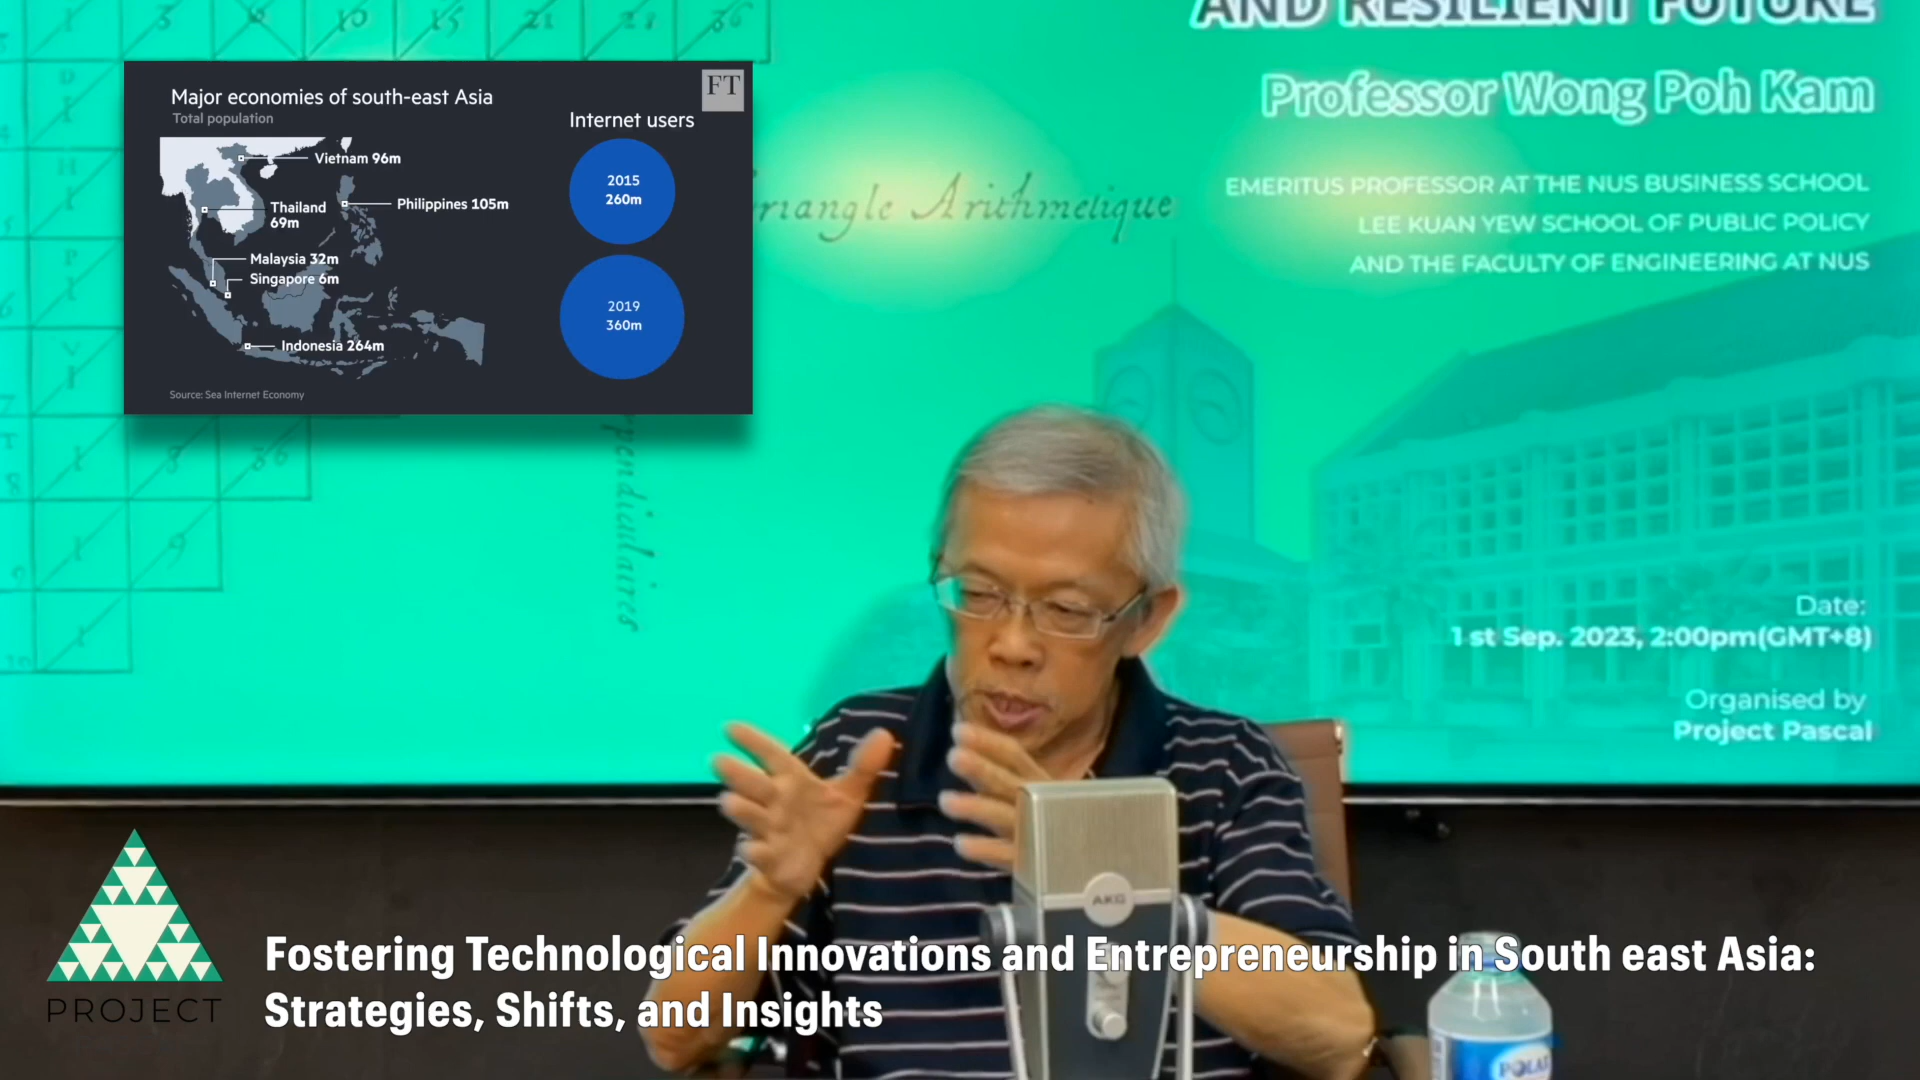 AND RESILIENT FUTURE
Professor Wong Poh Kam
EMERITUS PROFESSOR AT THE NUS BUSINESS SCHOOL
LEE KUAN YEW SCHOOL OF PUBLIC POLICY
AND THE FACULTY OF ENGINEERING AT NUS
Date:
1 st Sep. 2023, 2:00pm(GMT+8)
Organised by
Project Pascal
Major economies of south-east Asia
Total population
FT
Internet users
Vietnam 96m
Thailand
69m
Philippines 105m
Malaysia 32m
Singapore 6m
Indonesia 264m
2015
260m
2019
360m
Source: Sea Internet Economy
Triangle Arithmetique
AKG
PROJECT
Fostering Technological Innovations and Entrepreneurship in South east Asia:
Strategies, Shifts, and Insights